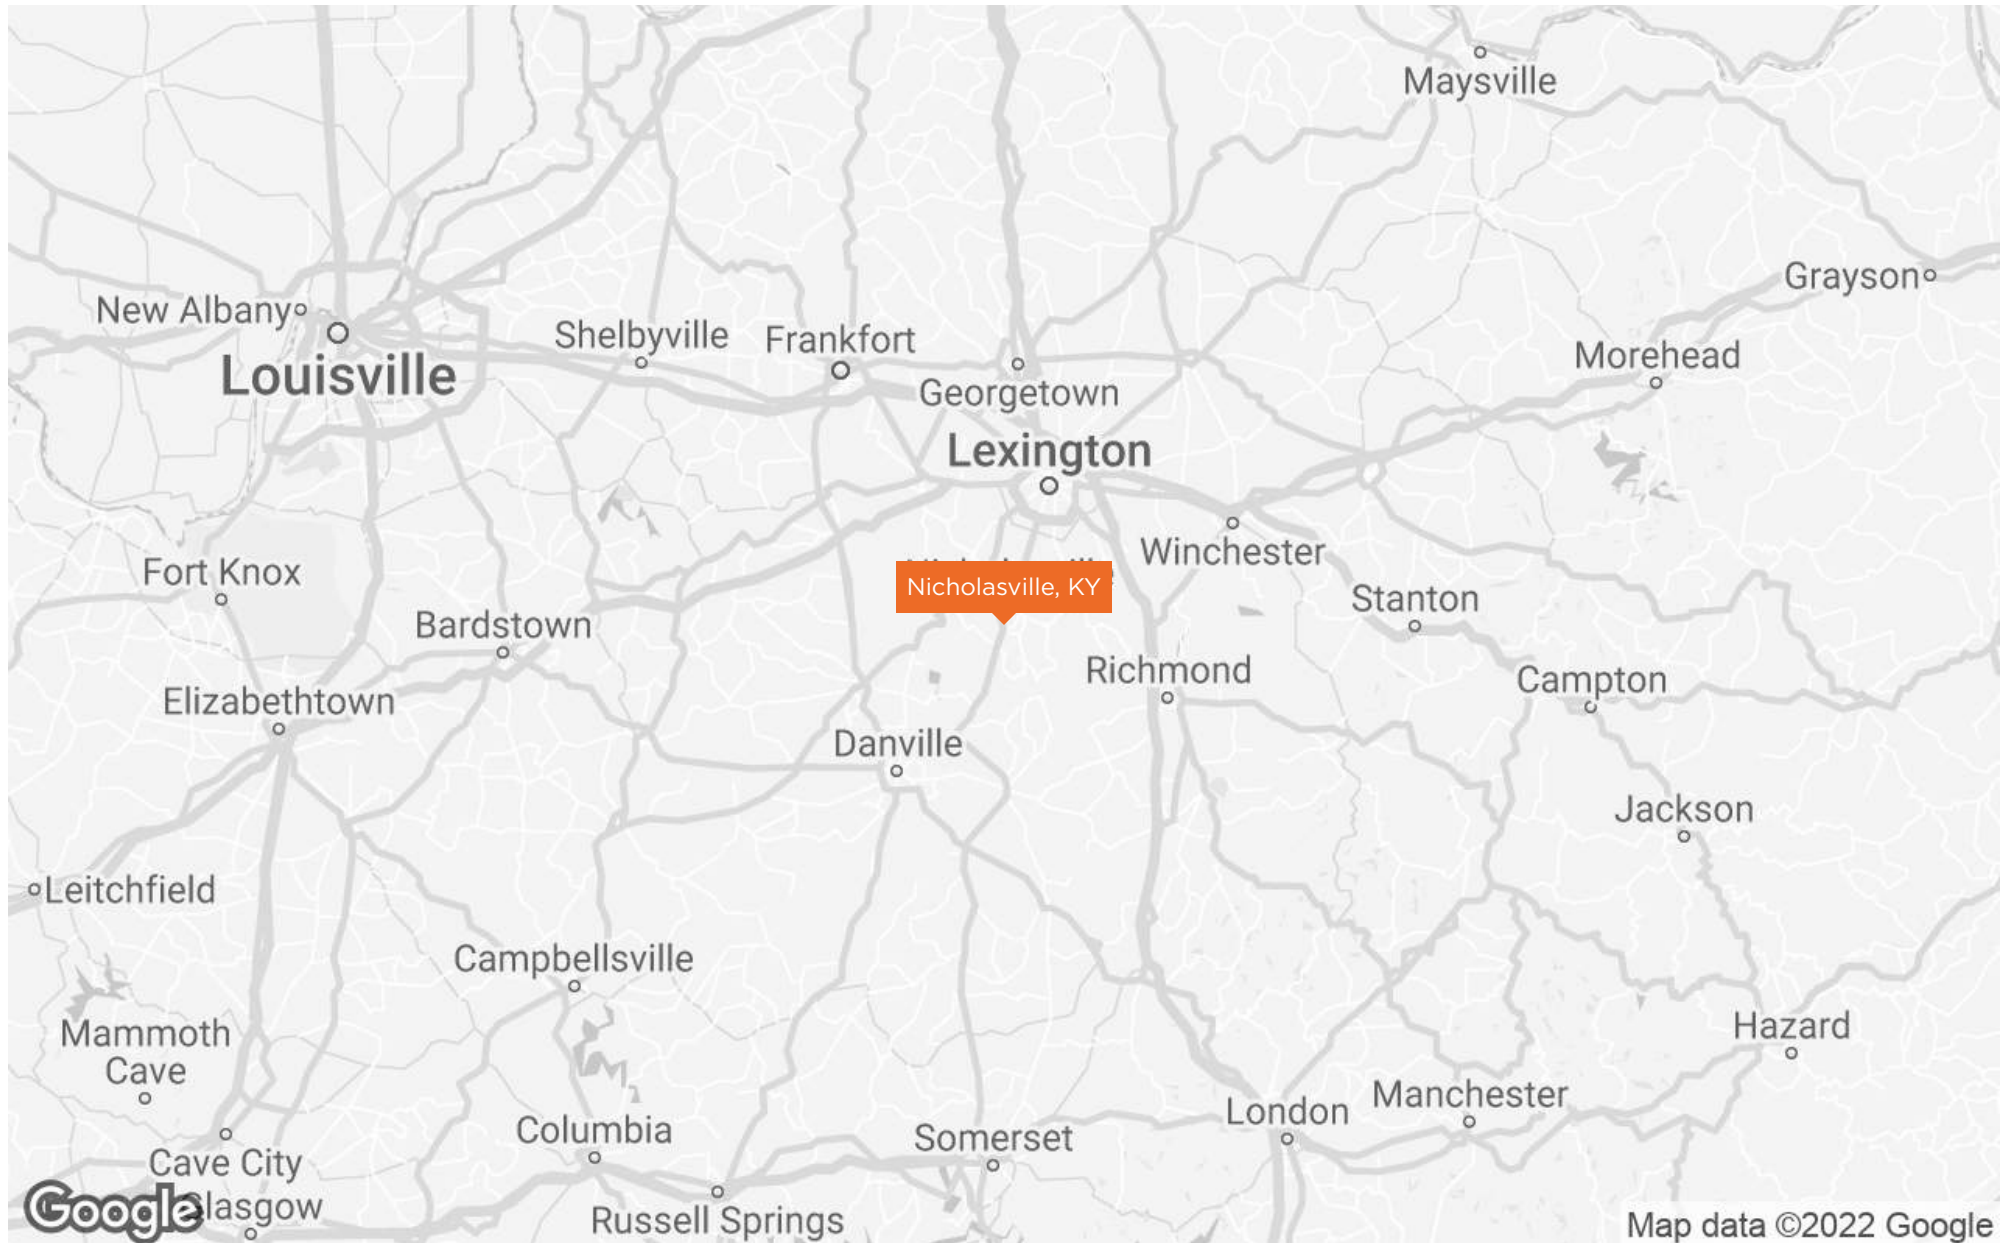 Maysville
Grayson
New Albany
Louisville
Shelbyville
Frankfort
Georgetown
Morehead
Lexington
Winchester
Fort Knox
Nicholasville, KY
Stanton
Bardstown
Richmond
Campton
Elizabethtown
Danville
Jackson
Leitchfield
Campbellsville
Mammoth
Cave
Hazard
Manchester
London
Columbia
Somerset
Cave City
Glasgow
Russell Springs
Google
Map data ©2022 Google